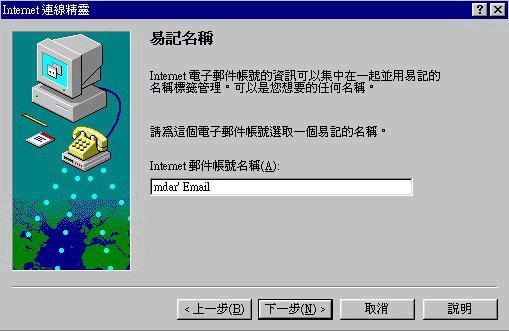 Internet 連線精靈
易記名稱
Internet 電子郵件帳號的資訊可以集中在一起並用易記的
名稱標籤管理。可以是您想要的任何名稱。
請為這個電子郵件帳號選取一個易記的名稱。
Internet 郵件帳號名稱(A):
mdar' Email
<上一步(B) 下一步(N)> 取消 說明